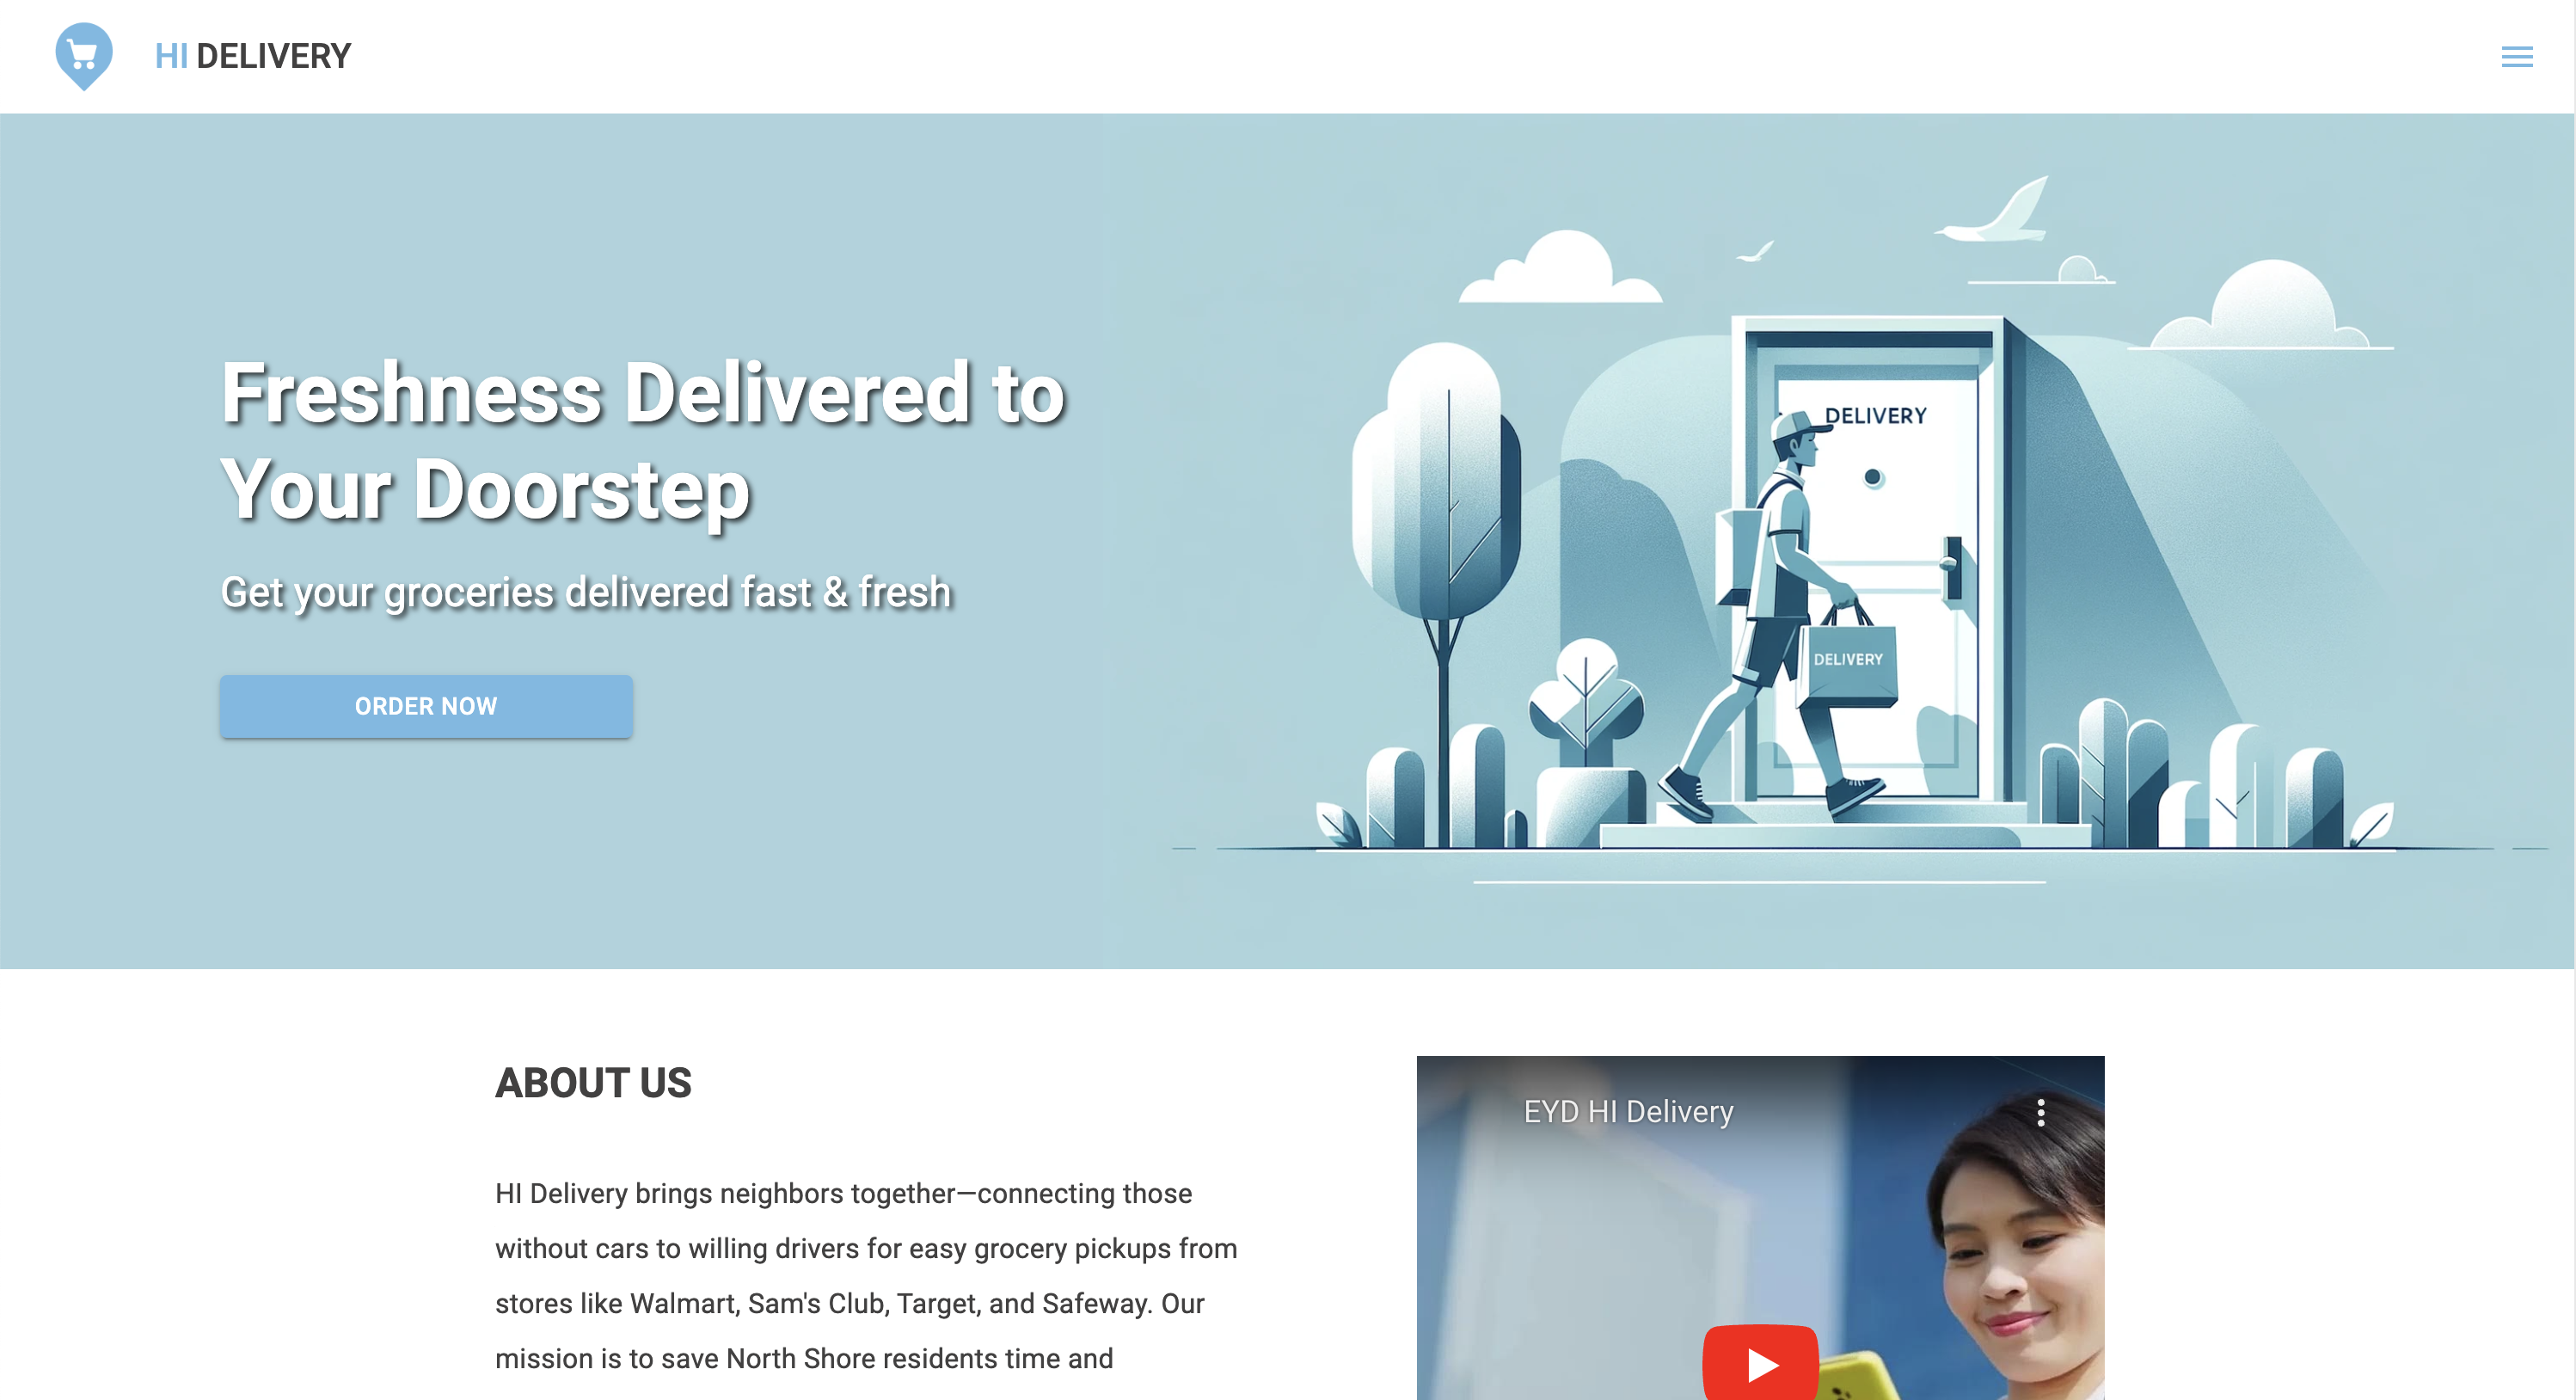 HI DELIVERY
Freshness Delivered to
Your Doorstep
Get your groceries delivered fast & fresh
ORDER NOW
DELIVERY
DELIVERY
ABOUT US
HI Delivery brings neighbors together—connecting those
without cars to willing drivers for easy grocery pickups from
stores like Walmart, Sam's Club, Target, and Safeway. Our
mission is to save North Shore residents time and
EYD HI Delivery